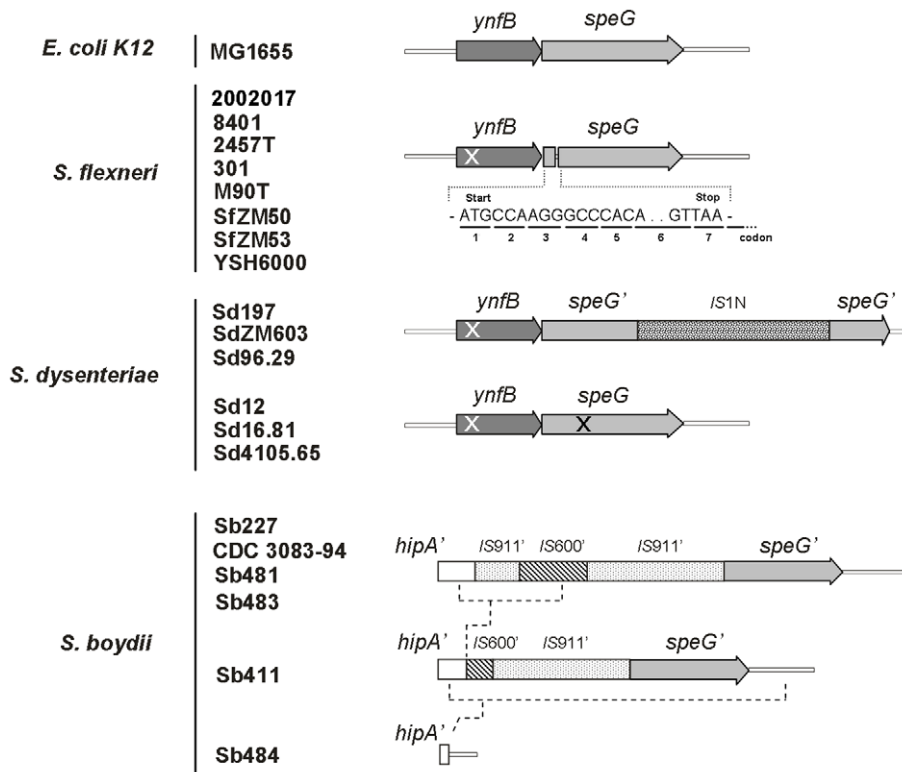 ynfB speG
E. coli K12 MG1655
2002017
8401
ynfB speG
2457T
301
S. flexneri
X
M90T
Start Stop
SfZM50
- ATGCCAAGGGCCCACA . . GTTAA -
SfZM53
1 2 3 4 5 6 7 codon
YSH6000
ynfB speG' IS1N speG'
Sd197
SdZM603
X
Sd96.29
S. dysenteriae
ynfB speG
Sd12
Sd16.81
X X
Sd4105.65
Sb227
CDC 3083-94
hipA' IS911' IS600' IS911' speG'
Sb481
Sb483
S. boydii
hipA' IS600' IS911' speG'
Sb411
hipA'
Sb484